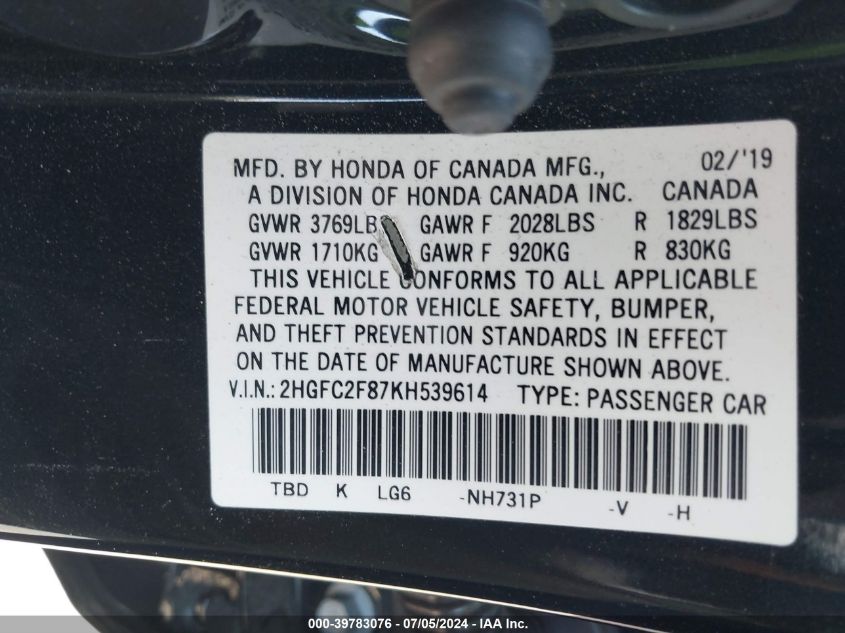 MFD. BY HONDA OF CANADA MFG., 02/'19
A DIVISION OF HONDA CANADA INC. CANADA
GVWR 3769LB GAWR F 2028LBS R 1829LBS
GVWR 1710KG GAWR F 920KG R 830KG
THIS VEHICLE CONFORMS TO ALL APPLICABLE
FEDERAL MOTOR VEHICLE SAFETY, BUMPER,
AND THEFT PREVENTION STANDARDS IN EFFECT
ON THE DATE OF MANUFACTURE SHOWN ABOVE.
V.I.N.: 2HGFC2F87KH539614 TYPE: PASSENGER CAR
TBD K LG6 -NH731P -V -H
000-39783076 / 07/05/2024 - IAA Inc.